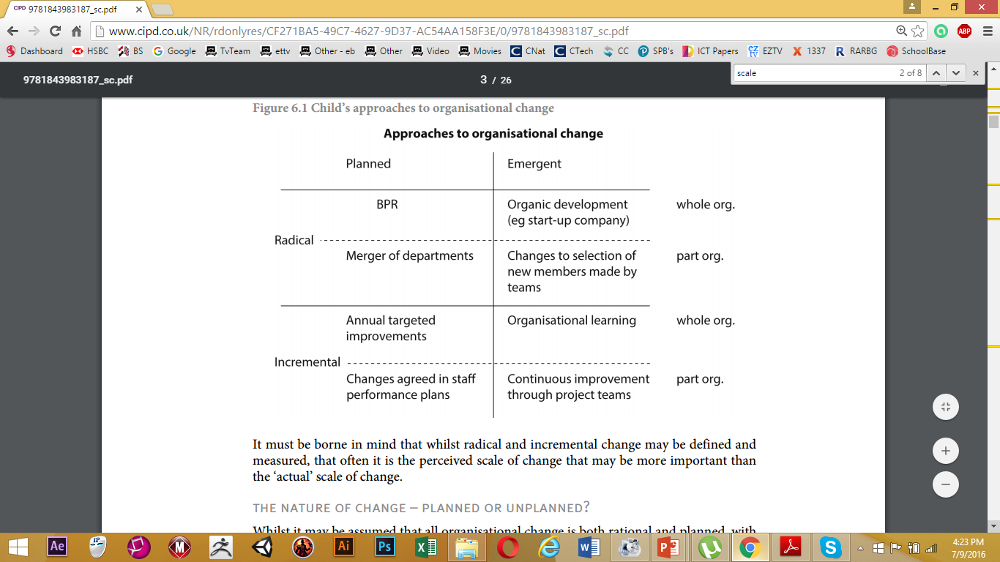 CIPD 9781843983187_sc.pdf
www.cipd.co.uk/NR/rdonlyres/CF271BA5-49C7-4627-9D37-AC54AA158F3E/0/9781843983187_sc.pdf
ABP
Dashboard HSBC BS Google TvTeam ettv Other - eb Other Video Movies CNat CTech CC SPB's ICT Papers EZTV 1337 RARBG SchoolBase
9781843983187_sc.pdf 3 / 26 scale 2 of 8
Figure 6.1 Child's approaches to organisational change
Approaches to organisational change
Planned Emergent
BPR Organic development whole org.
(eg start-up company)
Radical
Merger of departments Changes to selection of part org.
new members made by
teams
Annual targeted Organisational learning whole org.
improvements
Incremental
Changes agreed in staff Continuous improvement part org.
performance plans through project teams
It must be borne in mind that whilst radical and incremental change may be defined and
measured, that often it is the perceived scale of change that may be more important than
the 'actual' scale of change.
THE NATURE OF CHANGE – PLANNED OR UNPLANNED?
Whilst it may be assumed that all organisational change is both rational and planned, with
Ae IP M Ai Ps
4:23 PM
7/9/2016